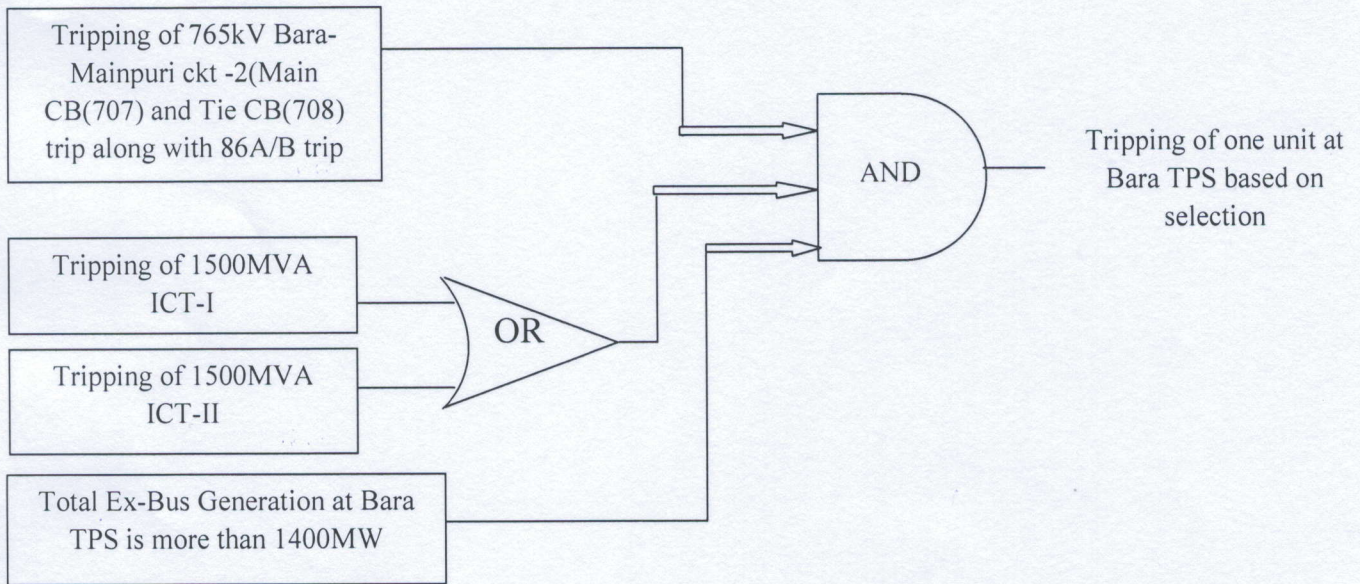 Tripping of 765kV Bara-
Mainpuri ckt -2(Main
CB(707) and Tie CB(708)
trip along with 86A/B trip
Tripping of 1500MVA
ICT-I
Tripping of 1500MVA
ICT-II
Total Ex-Bus Generation at Bara
TPS is more than 1400MW
OR
AND
Tripping of one unit at
Bara TPS based on
selection